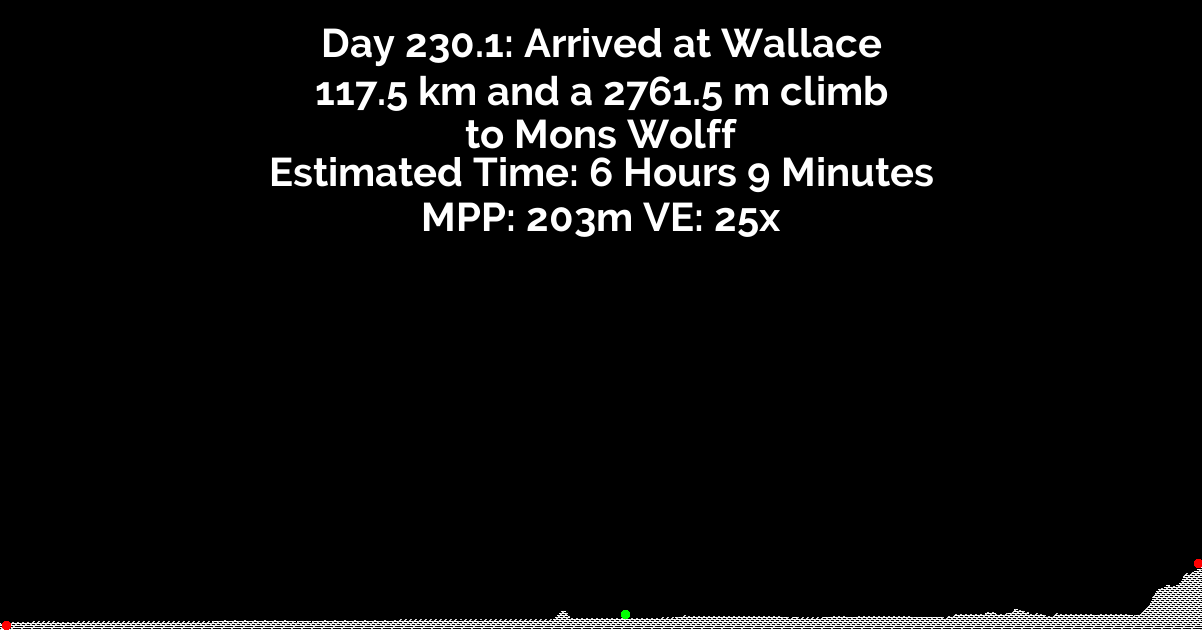 Day 230.1: Arrived at Wallace
117.5 km and a 2761.5 m climb
to Mons Wolff
Estimated Time: 6 Hours 9 Minutes
MPP: 203m VE: 25x